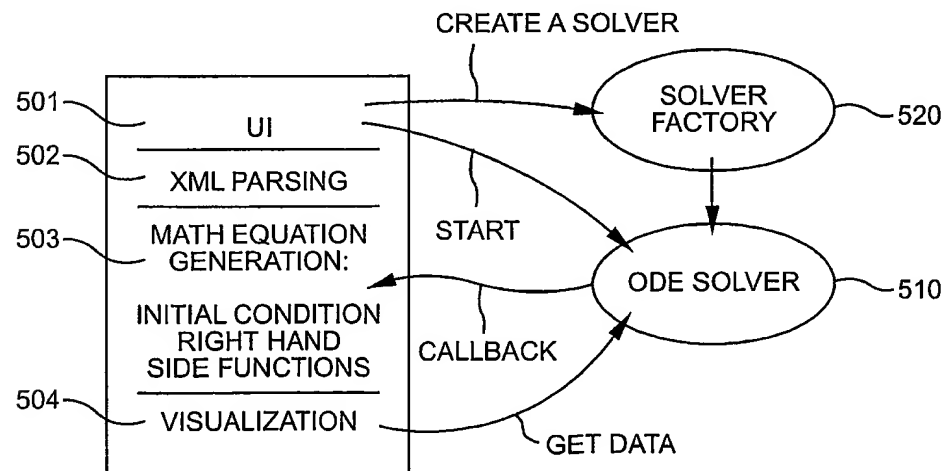 CREATE A SOLVER
501
UI
SOLVER
FACTORY
520
502
XML PARSING
START
503
MATH EQUATION
GENERATION:
ODE SOLVER
510
INITIAL CONDITION
RIGHT HAND
SIDE FUNCTIONS
CALLBACK
504
VISUALIZATION
GET DATA